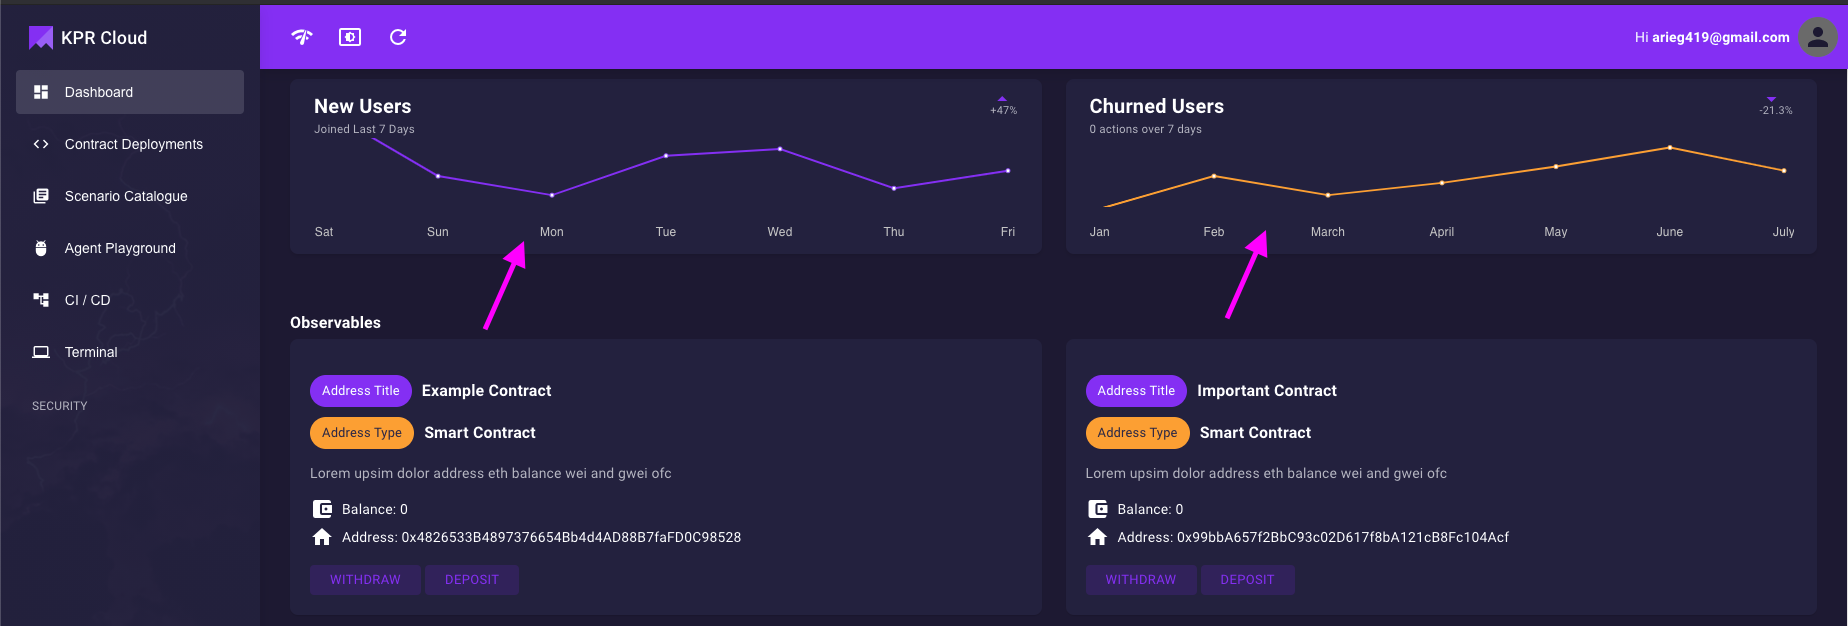 KPR Cloud
Hi arieg419@gmail.com
Dashboard
Contract Deployments
Scenario Catalogue
Agent Playground
CI / CD
Terminal
SECURITY
New Users
+47%
Joined Last 7 Days
Sat Sun Mon Tue Wed Thu Fri
Churned Users
-21.3%
0 actions over 7 days
Jan Feb March April May June July
Observables
Address Title Example Contract
Address Type Smart Contract
Lorem upsim dolor address eth balance wei and gwei ofc
Balance: 0
Address: 0x4826533B4897376654Bb4d4AD88B7faFD0C98528
WITHDRAW DEPOSIT
Address Title Important Contract
Address Type Smart Contract
Lorem upsim dolor address eth balance wei and gwei ofc
Balance: 0
Address: 0x99bbA657f2BbC93c02D617f8bA121cB8Fc104Acf
WITHDRAW DEPOSIT